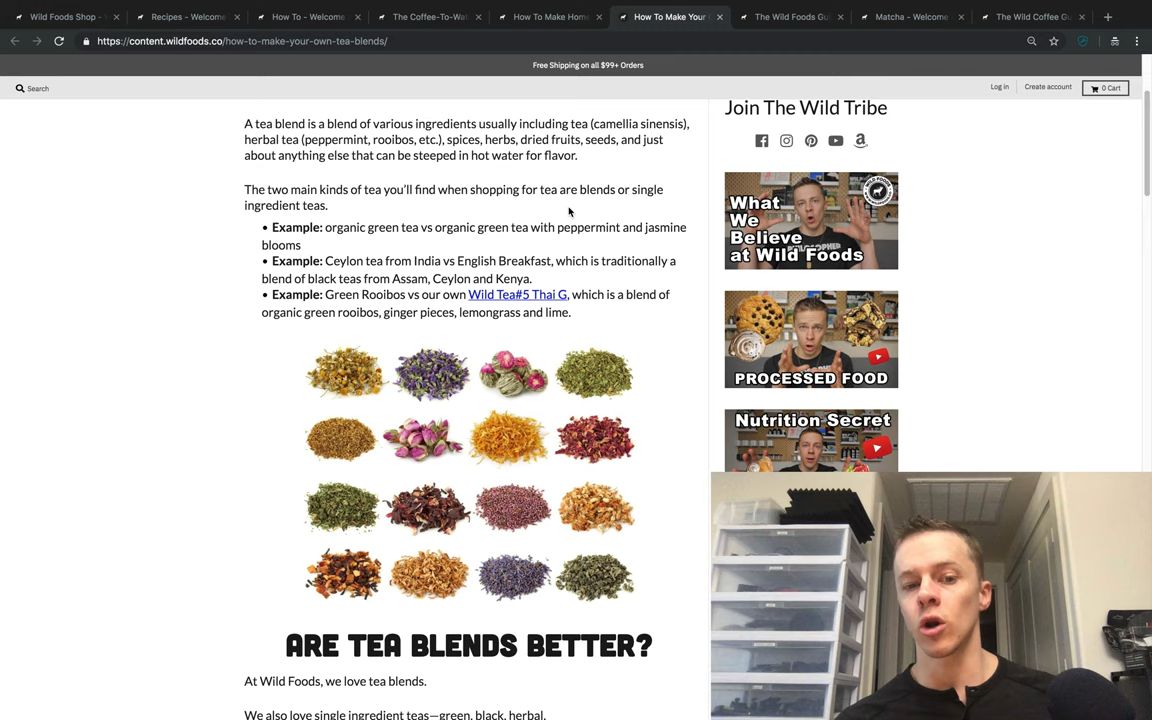 Wild Foods Shop -
Recipes - Welcome
How To - Welcome
The Coffee-To-Wat
How To Make Home
How To Make Your
The Wild Foods Gui
Matcha - Welcome
The Wild Coffee Gu
https://content.wildfoods.co/how-to-make-your-own-tea-blends/
Free Shipping on all $99+ Orders
Search
Log in
Create account
0 Cart
A tea blend is a blend of various ingredients usually including tea (camellia sinensis),
herbal tea (peppermint, rooibos, etc.), spices, herbs, dried fruits, seeds, and just
about anything else that can be steeped in hot water for flavor.
The two main kinds of tea you’ll find when shopping for tea are blends or single
ingredient teas.
• Example: organic green tea vs organic green tea with peppermint and jasmine
blooms
• Example: Ceylon tea from India vs English Breakfast, which is traditionally a
blend of black teas from Assam, Ceylon and Kenya.
• Example: Green Rooibos vs our own Wild Tea#5 Thai G, which is a blend of
organic green rooibos, ginger pieces, lemongrass and lime.
ARE TEA BLENDS BETTER?
At Wild Foods, we love tea blends.
We also love single ingredient teas—green, black, herbal.
Join The Wild Tribe
What
We
Believe
at Wild Foods
WILD FOODS
PROCESSED FOOD
Nutrition Secret